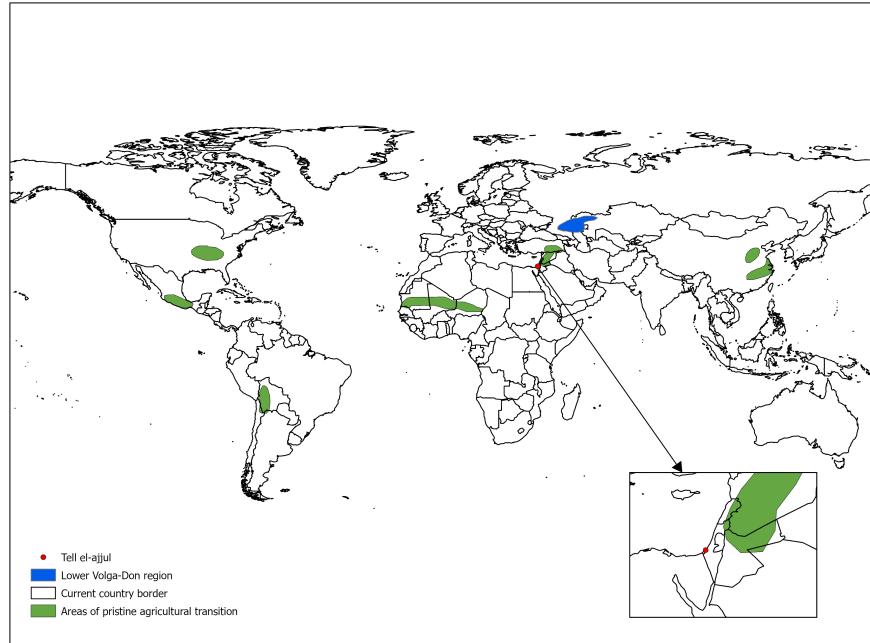 Tell el-ajjul
Lower Volga-Don region
Current country border
Areas of pristine agricultural transition